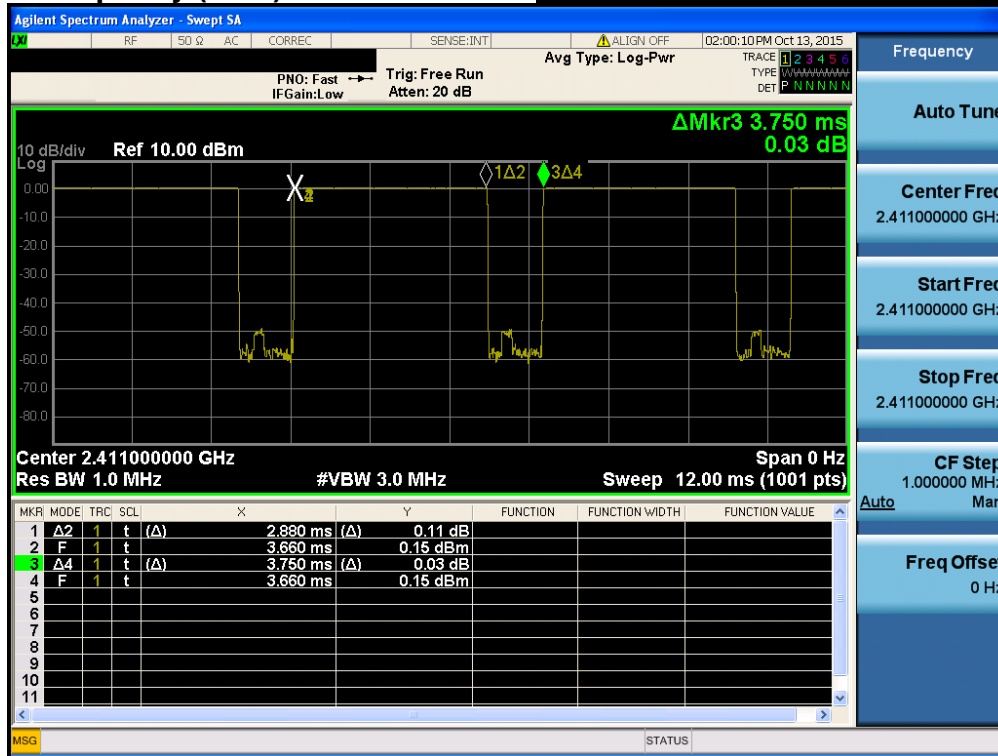 Agilent Spectrum Analyzer - Swept SA
LXI RF 50 Ω AC CORREC SENSE:INT ALIGN OFF 02:00:10 PM Oct 13, 2015
Avg Type: Log-Pwr TRACE 1 2 3 4 5 6
PNO: Fast Trig: Free Run TYPE WWWWWW
IFGain:Low Atten: 20 dB DET P N N N N N
ΔMkr3 3.750 ms
0.03 dB
10 dB/div Ref 10.00 dBm
Log
1Δ2 3Δ4
0.00
-10.0
-20.0
-30.0
-40.0
-50.0
-60.0
-70.0
-80.0
Center 2.411000000 GHz Span 0 Hz
Res BW 1.0 MHz #VBW 3.0 MHz Sweep 12.00 ms (1001 pts)
MKR MODE TRC SCL X Y FUNCTION FUNCTION WIDTH FUNCTION VALUE
1 Δ2 1 t (Δ) 2.880 ms (Δ) 0.11 dB
2 F 1 t 3.660 ms 0.15 dBm
3 Δ4 1 t (Δ) 3.750 ms (Δ) 0.03 dB
4 F 1 t 3.660 ms 0.15 dBm
5
6
7
8
9
10
11
MSG STATUS
Frequency
Auto Tune
Center Freq
2.411000000 GHz
Start Freq
2.411000000 GHz
Stop Freq
2.411000000 GHz
CF Step
1.000000 MHz
Auto Man
Freq Offset
0 Hz